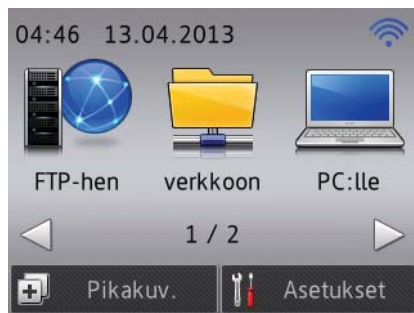 04:46 13.04.2013
FTP-hen verkkoon PC:lle
1 / 2
Pikakuv. Asetukset